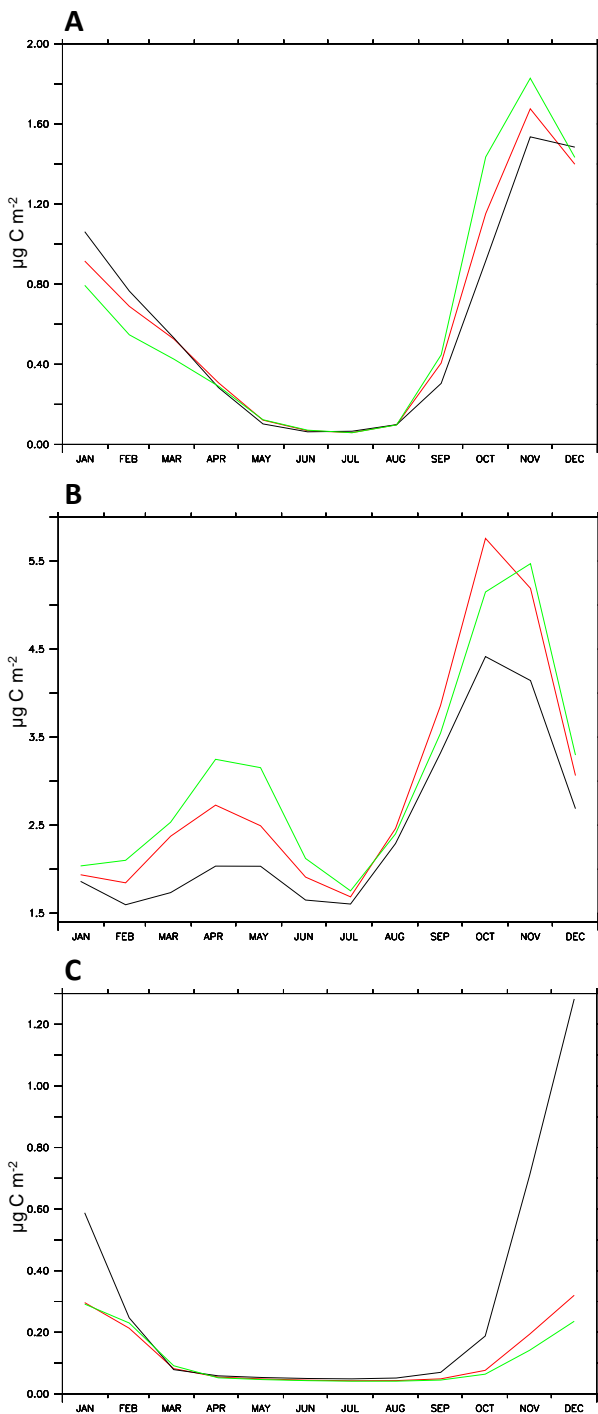 A
2.00
1.60
1.20
0.80
0.40
0.00
µg C m-2
JAN FEB MAR APR MAY JUN JUL AUG SEP OCT NOV DEC
B
5.5
4.5
3.5
2.5
1.5
µg C m-2
JAN FEB MAR APR MAY JUN JUL AUG SEP OCT NOV DEC
C
1.20
1.00
0.80
0.60
0.40
0.20
0.00
µg C m-2
JAN FEB MAR APR MAY JUN JUL AUG SEP OCT NOV DEC